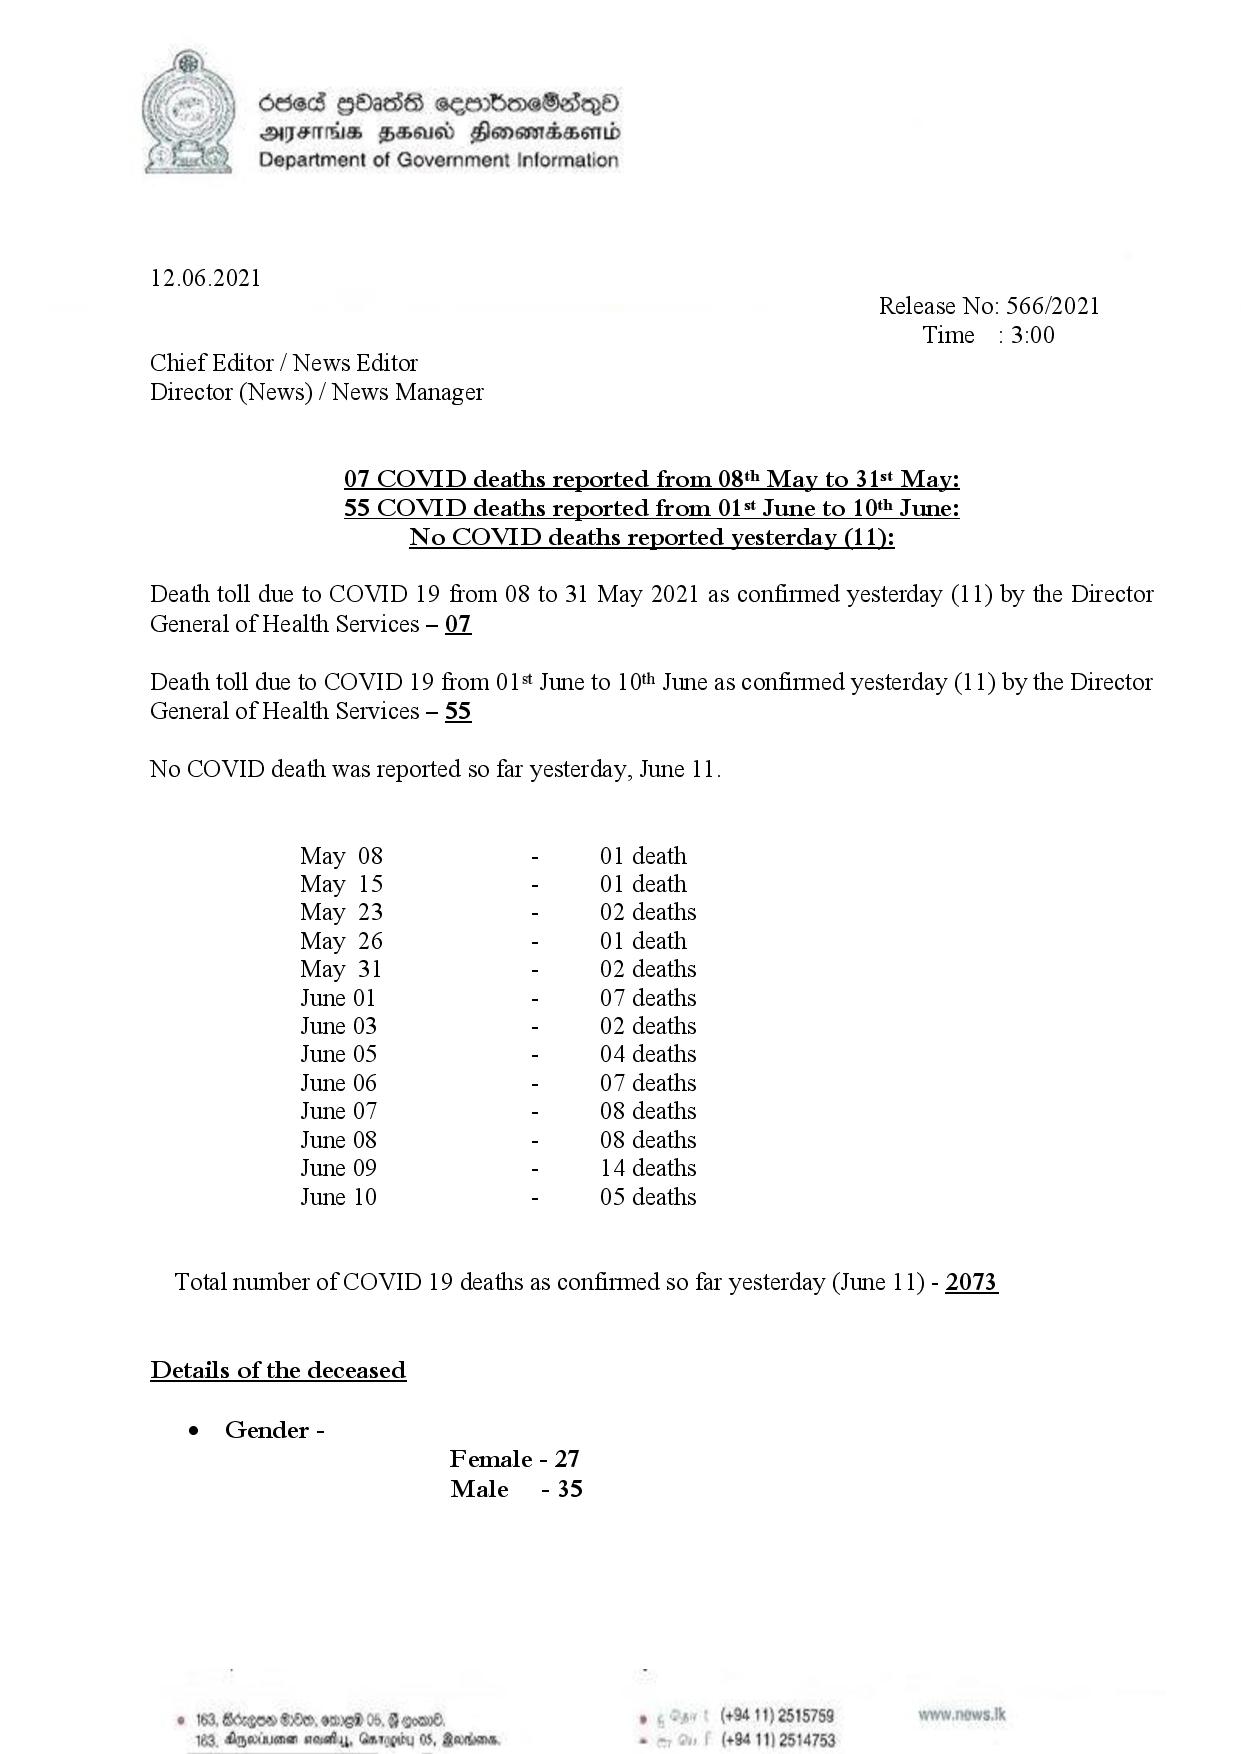 රජයේ ප්‍රවෘත්ති දෙපාර්තමේන්තුව
அரசாங்க தகவல் திணைக்களம்
Department of Government Information
12.06.2021
Release No: 566/2021
Time : 3:00
Chief Editor / News Editor
Director (News) / News Manager
07 COVID deaths reported from 08th May to 31st May:
55 COVID deaths reported from 01st June to 10th June:
No COVID deaths reported yesterday (11):
Death toll due to COVID 19 from 08 to 31 May 2021 as confirmed yesterday (11) by the Director
General of Health Services – 07
Death toll due to COVID 19 from 01st June to 10th June as confirmed yesterday (11) by the Director
General of Health Services – 55
No COVID death was reported so far yesterday, June 11.
May 08 - 01 death
May 15 - 01 death
May 23 - 02 deaths
May 26 - 01 death
May 31 - 02 deaths
June 01 - 07 deaths
June 03 - 02 deaths
June 05 - 04 deaths
June 06 - 07 deaths
June 07 - 08 deaths
June 08 - 08 deaths
June 09 - 14 deaths
June 10 - 05 deaths
Total number of COVID 19 deaths as confirmed so far yesterday (June 11) - 2073
Details of the deceased
• Gender -
Female - 27
Male - 35
• 163, කිරුළපන මාවත, කොළඹ 05, ශ්‍රී ලංකාව.
163, கிருலப்பனை எவனியூ, கொழும்பு 05, இலங்கை.
• (+94 11) 2515759
• (+94 11) 2514753
www.news.lk